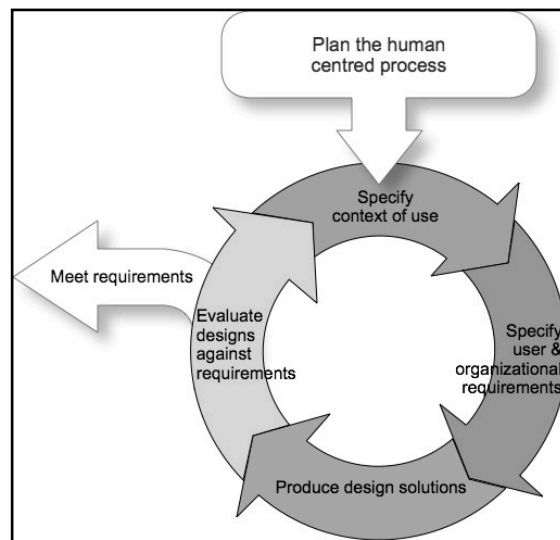 Plan the human
centred process
Specify
context of use
Meet requirements
Evaluate
designs
against
requirements
Specify
user &
organizational
requirements
Produce design solutions